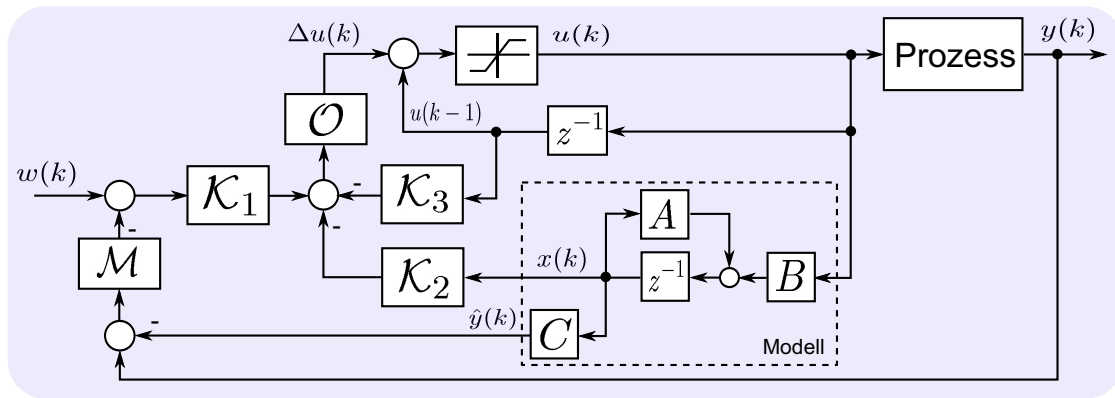 Δu(k)
u(k)
Prozess
y(k)
𝒪
u(k−1)
z⁻¹
w(k)
𝒦₁
-
𝒦₃
-
-
A
ℳ
𝒦₂
x(k)
z⁻¹
B
-
ŷ(k)
C
Modell